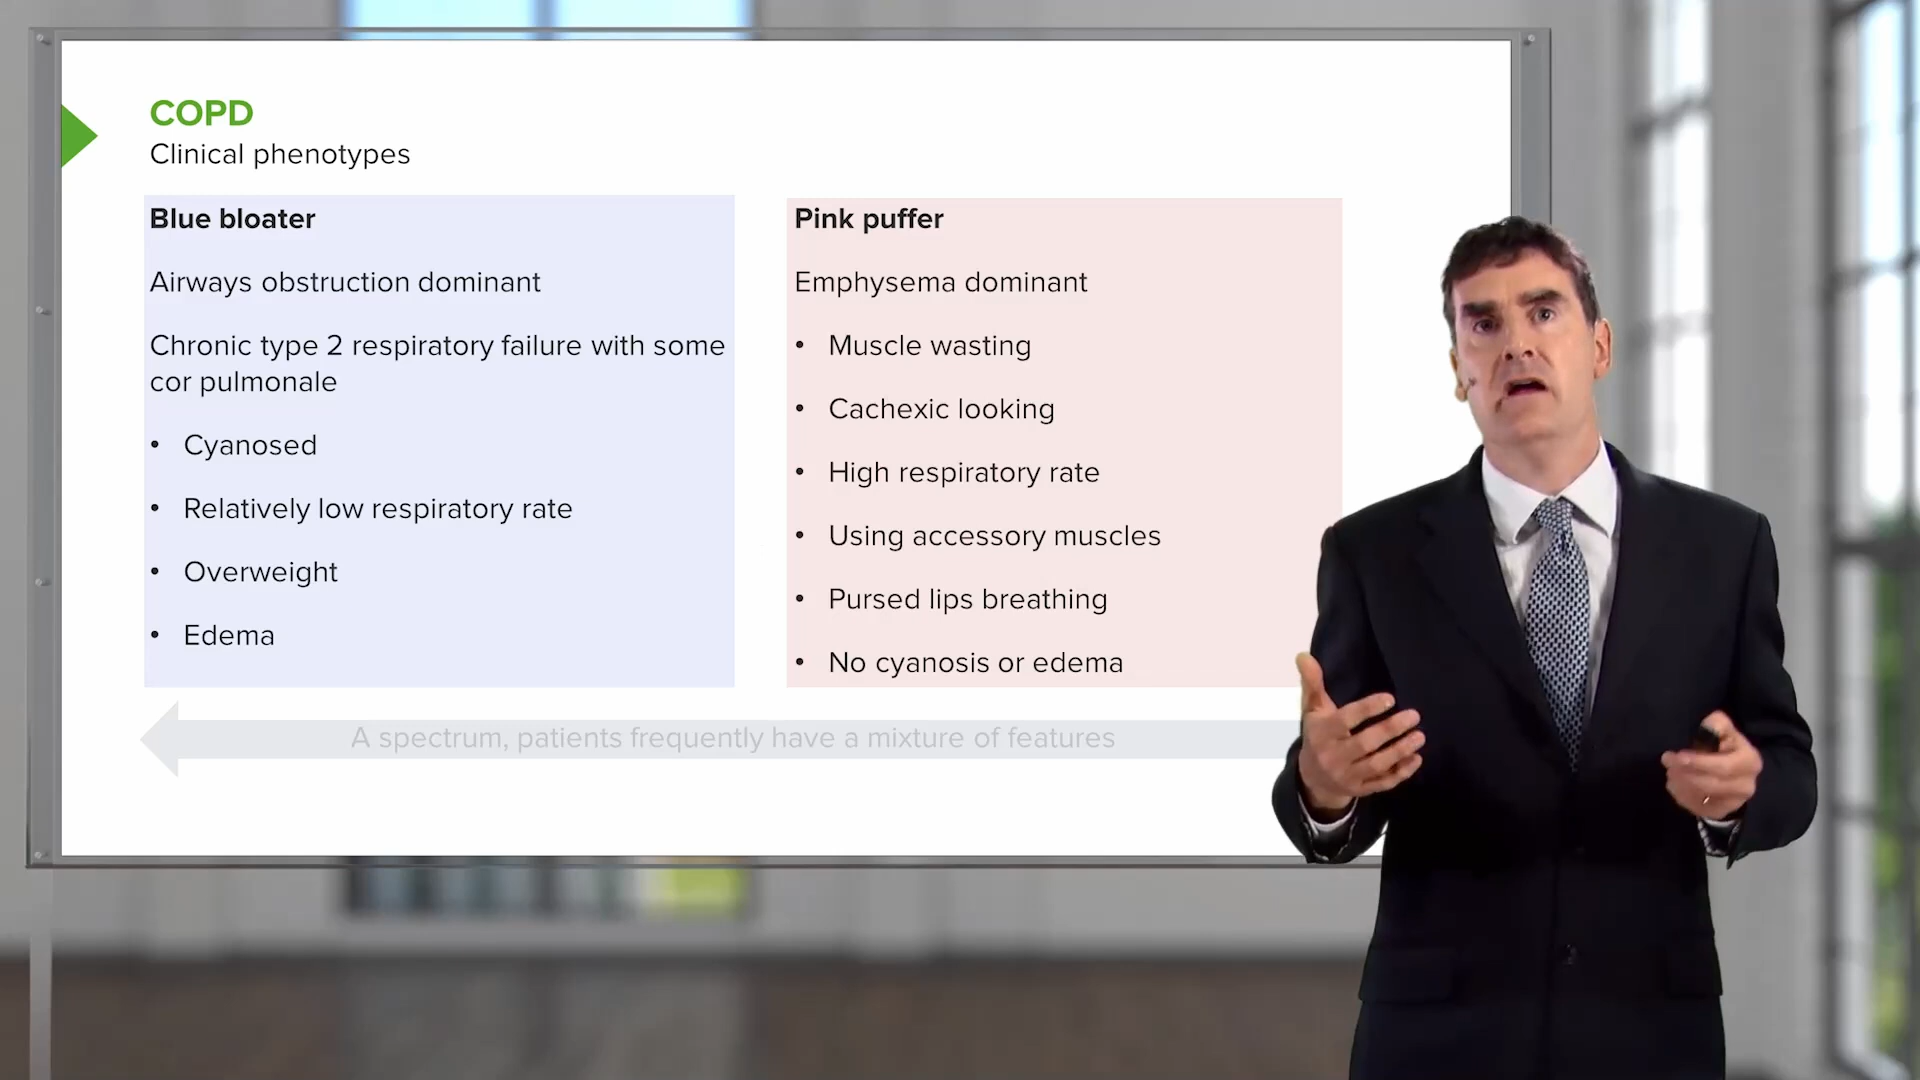 COPD
Clinical phenotypes
Blue bloater
Airways obstruction dominant
Chronic type 2 respiratory failure with some
cor pulmonale
• Cyanosed
• Relatively low respiratory rate
• Overweight
• Edema
Pink puffer
Emphysema dominant
• Muscle wasting
• Cachexic looking
• High respiratory rate
• Using accessory muscles
• Pursed lips breathing
• No cyanosis or edema
A spectrum, patients frequently have a mixture of features